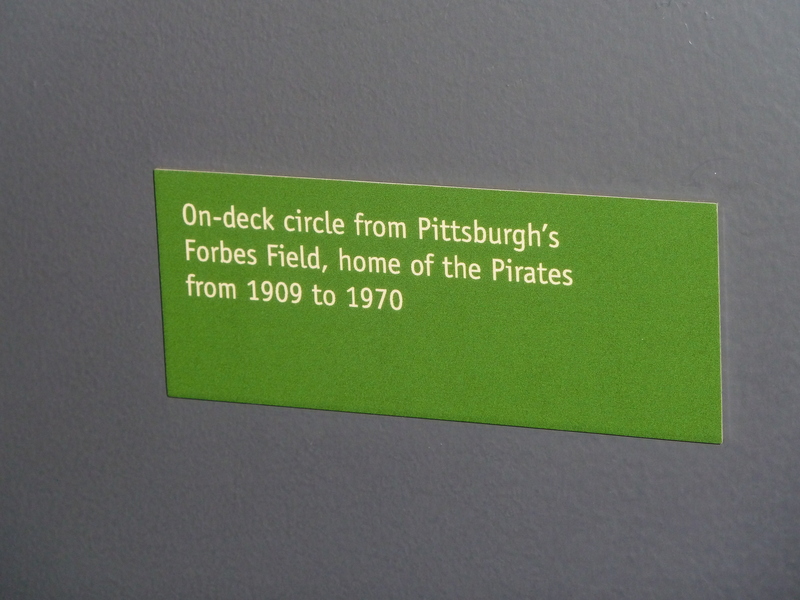 On-deck circle from Pittsburgh's
Forbes Field, home of the Pirates
from 1909 to 1970